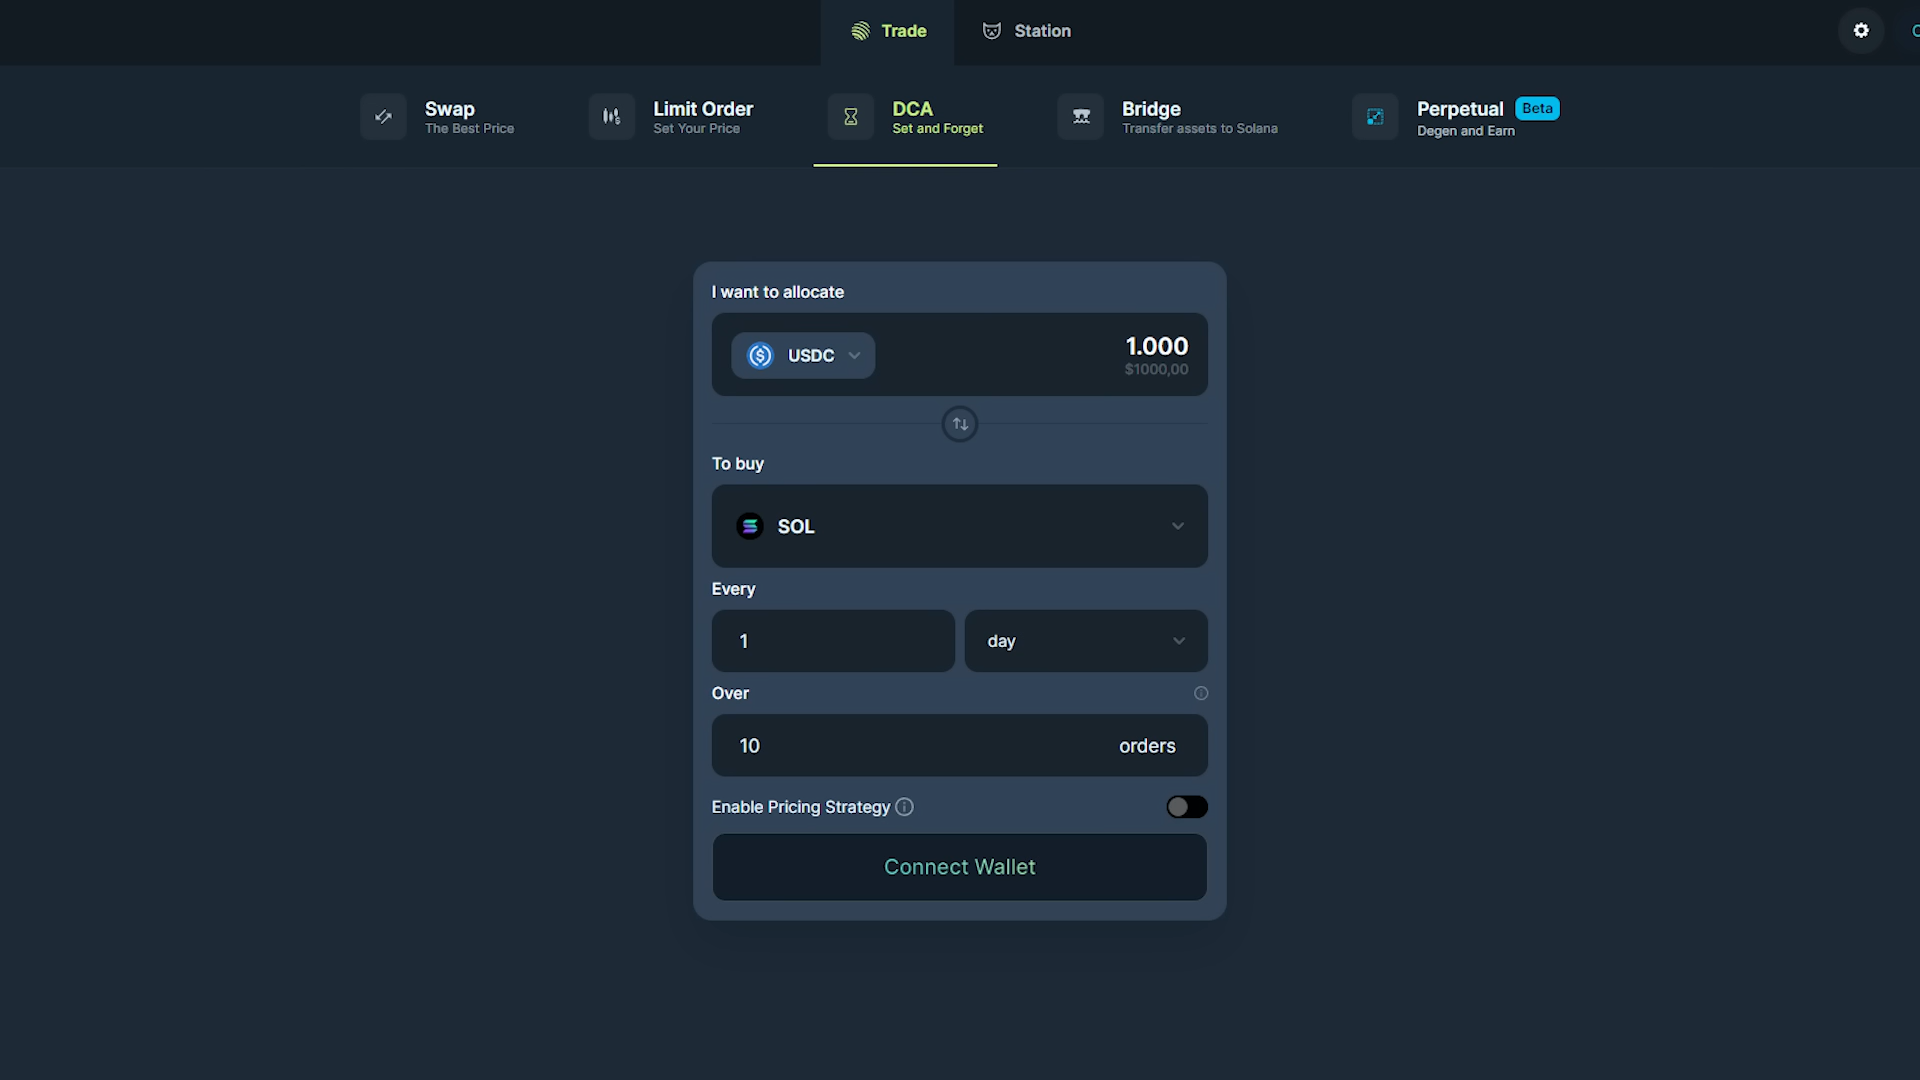 Trade
Station
Swap
The Best Price
Limit Order
Set Your Price
DCA
Set and Forget
Bridge
Transfer assets to Solana
Perpetual Beta
Degen and Earn
I want to allocate
USDC
1.000
$1000,00
To buy
SOL
Every
1
day
Over
10
orders
Enable Pricing Strategy
Connect Wallet